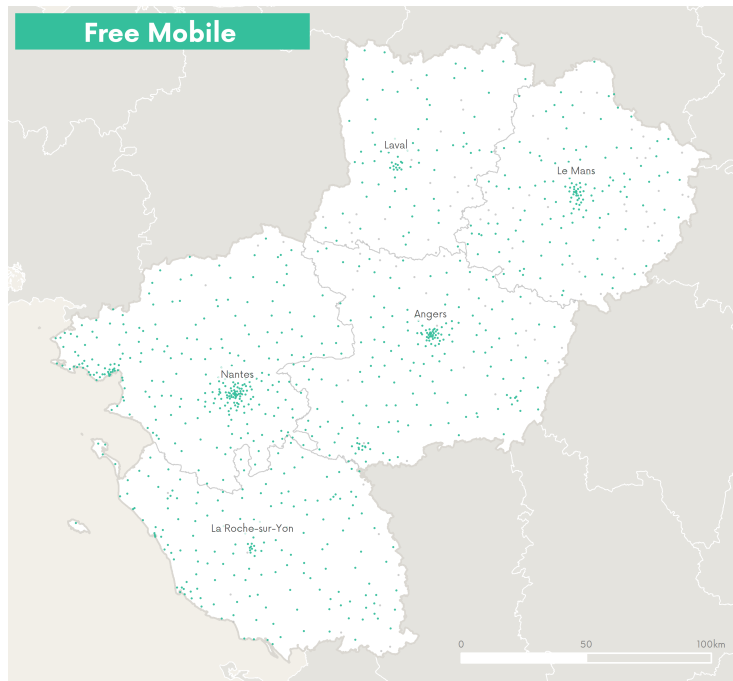 Free Mobile
Laval
Le Mans
Angers
Nantes
La Roche-sur-Yon
0 50 100km